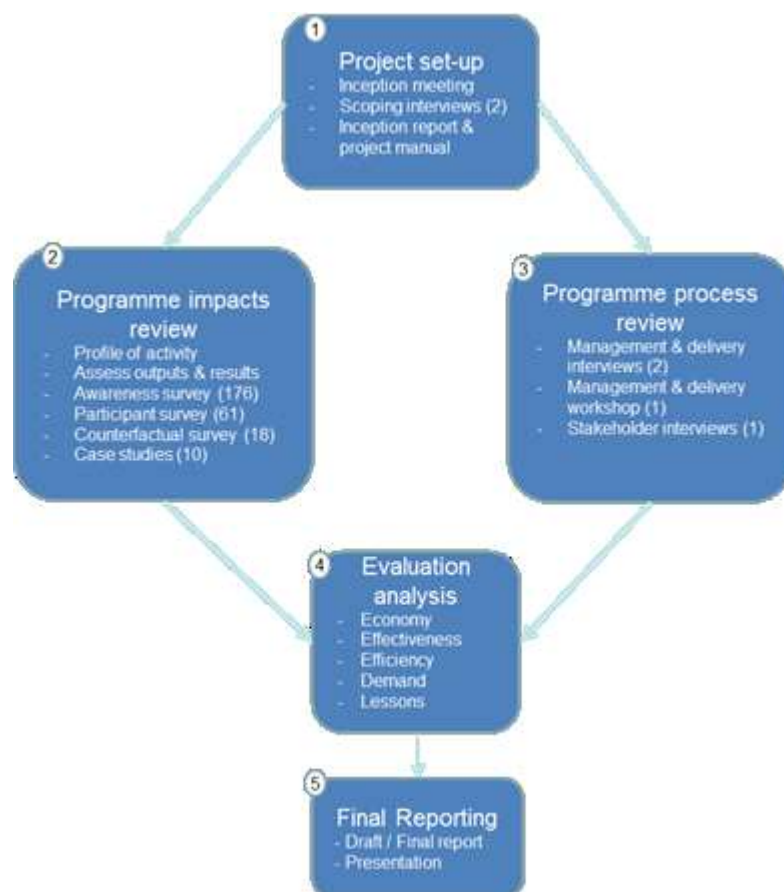 1
Project set-up
- Inception meeting
- Scoping interviews (2)
- Inception report &
project manual
2
Programme impacts
review
- Profile of activity
- Assess outputs & results
- Awareness survey (176)
- Participant survey (61)
- Counterfactual survey (18)
- Case studies (10)
3
Programme process
review
- Management & delivery
interviews (2)
- Management & delivery
workshop (1)
- Stakeholder interviews (1)
4
Evaluation
analysis
- Economy
- Effectiveness
- Efficiency
- Demand
- Lessons
5
Final Reporting
- Draft / Final report
- Presentation